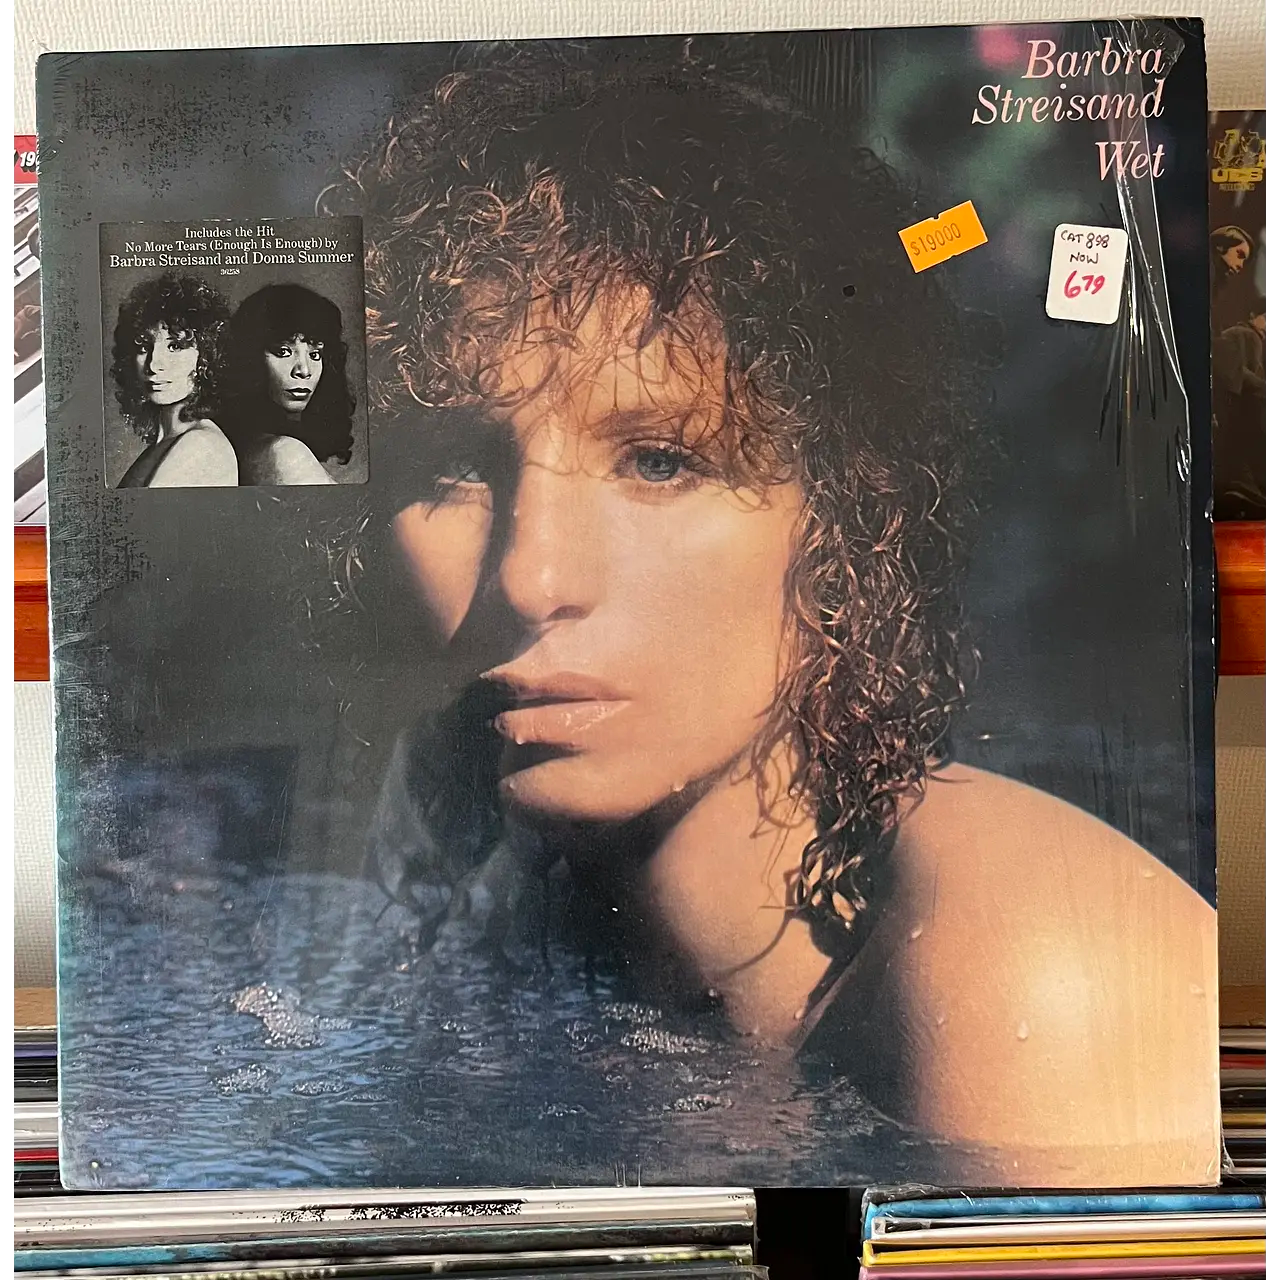 Barbra
Streisand
Wet
Includes the Hit
No More Tears (Enough Is Enough) by
Barbra Streisand and Donna Summer
36258
$19000
CAT 898
NOW
679